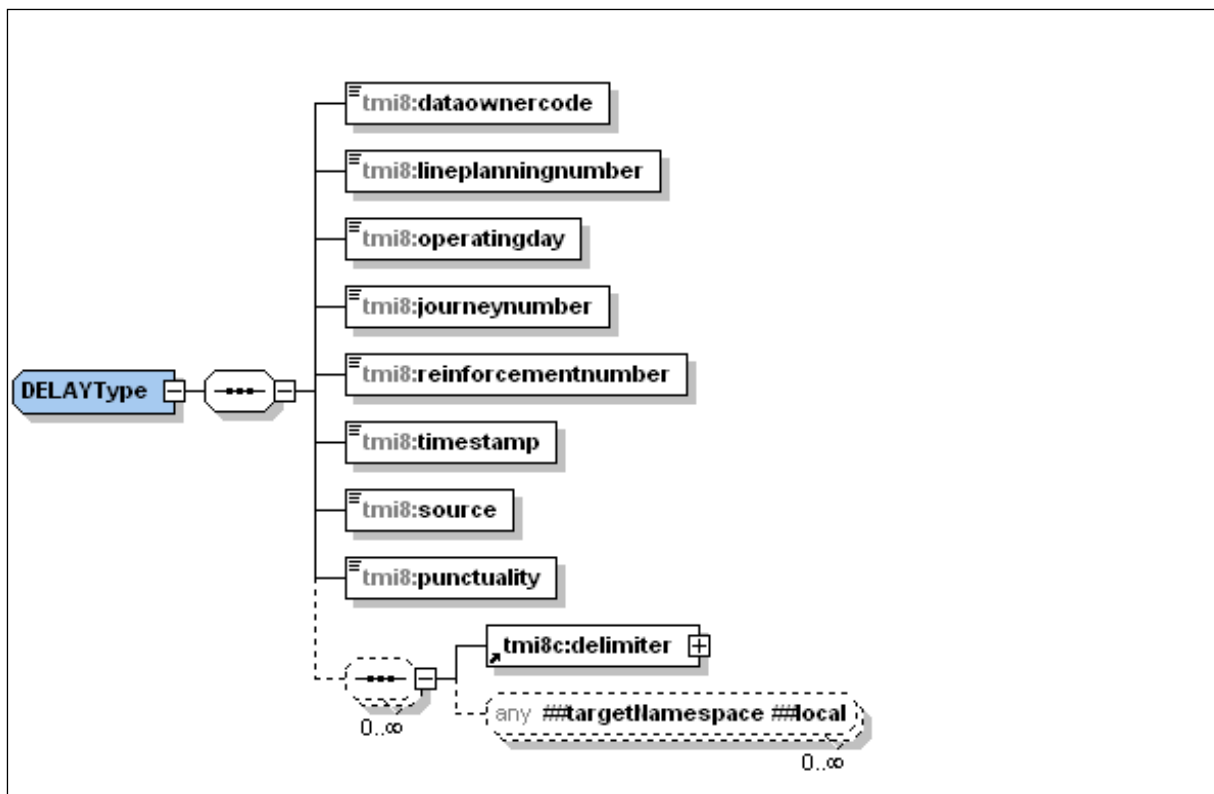 tmi8:dataownercode
tmi8:lineplanningnumber
tmi8:operatingday
tmi8:journeynumber
DELAYType
tmi8:reinforcementnumber
tmi8:timestamp
tmi8:source
tmi8:punctuality
tmi8c:delimiter
0..∞
any ##targetNamespace ##local
0..∞